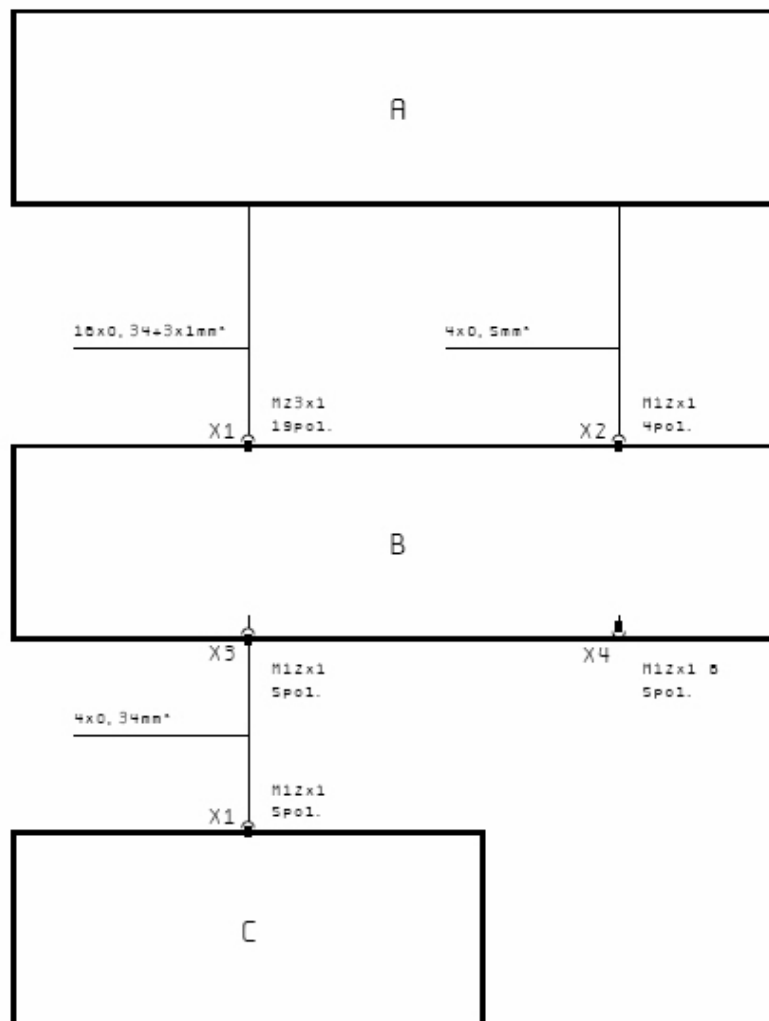 A
16x0,34+3x1mm²
4x0,5mm²
M23x1
19pol.
X1
M12x1
4pol.
X2
B
X3
M12x1
5pol.
X4
M12x1 B
5pol.
4x0,34mm²
M12x1
5pol.
X1
C